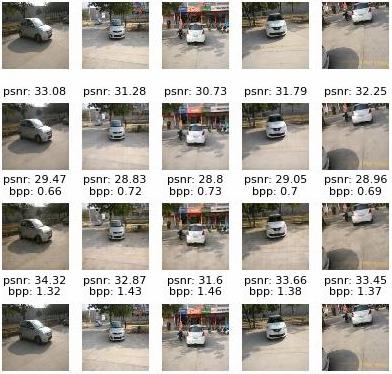 psnr: 33.08 psnr: 31.28 psnr: 30.73 psnr: 31.79 psnr: 32.25
psnr: 29.47 psnr: 28.83 psnr: 28.8 psnr: 29.05 psnr: 28.96
bpp: 0.66 bpp: 0.72 bpp: 0.73 bpp: 0.7 bpp: 0.69
psnr: 34.32 psnr: 32.87 psnr: 31.6 psnr: 33.66 psnr: 33.45
bpp: 1.32 bpp: 1.43 bpp: 1.46 bpp: 1.38 bpp: 1.37